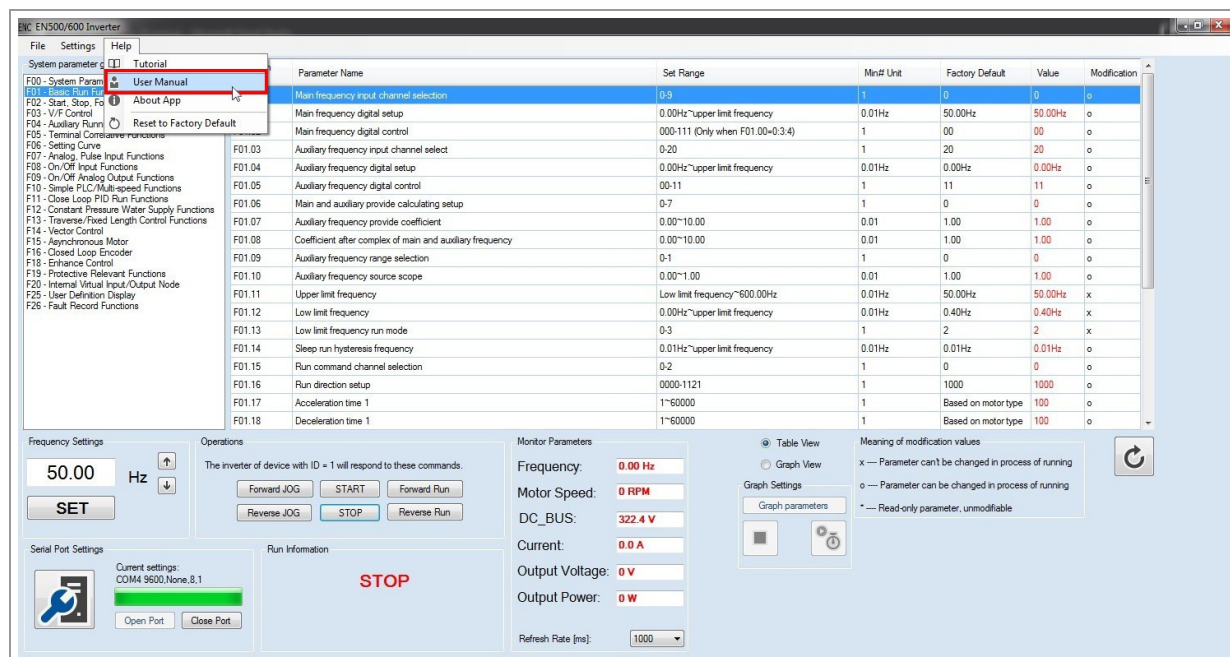 ENC EN500/600 Inverter
File Settings Help
System parameter
Tutorial
User Manual
About App
Reset to Factory Default
F00 - System Param
F01 - Basic Run Fun
F02 - Start, Stop, Fo
F03 - V/F Control
F04 - Auxiliary Runn
F05 - Terminal Correlative Functions
F06 - Setting Curve
F07 - Analog, Pulse Input Functions
F08 - On/Off Input Functions
F09 - On/Off Analog Output Functions
F10 - Simple PLC/Multi-speed Functions
F11 - Close Loop PID Run Functions
F12 - Constant Pressure Water Supply Functions
F13 - Traverse/Fixed Length Control Functions
F14 - Vector Control
F15 - Asynchronous Motor
F16 - Closed Loop Encoder
F18 - Enhance Control
F19 - Protective Relevant Functions
F20 - Internal Virtual Input/Output Node
F25 - User Definition Display
F26 - Fault Record Functions
Parameter Name Set Range Min# Unit Factory Default Value Modification
Main frequency input channel selection 0-9 1 0 0 o
Main frequency digital setup 0.00Hz~upper limit frequency 0.01Hz 50.00Hz 50.00Hz o
Main frequency digital control 000-111 (Only when F01.00=0:3:4) 1 00 00 o
F01.03 Auxiliary frequency input channel select 0-20 1 20 20 o
F01.04 Auxiliary frequency digital setup 0.00Hz~upper limit frequency 0.01Hz 0.00Hz 0.00Hz o
F01.05 Auxiliary frequency digital control 00-11 1 11 11 o
F01.06 Main and auxiliary provide calculating setup 0-7 1 0 0 o
F01.07 Auxiliary frequency provide coefficient 0.00~10.00 0.01 1.00 1.00 o
F01.08 Coefficient after complex of main and auxiliary frequency 0.00~10.00 0.01 1.00 1.00 o
F01.09 Auxiliary frequency range selection 0-1 1 0 0 o
F01.10 Auxiliary frequency source scope 0.00~1.00 0.01 1.00 1.00 o
F01.11 Upper limit frequency Low limit frequency~600.00Hz 0.01Hz 50.00Hz 50.00Hz x
F01.12 Low limit frequency 0.00Hz~upper limit frequency 0.01Hz 0.40Hz 0.40Hz x
F01.13 Low limit frequency run mode 0-3 1 2 2 x
F01.14 Sleep run hysteresis frequency 0.01Hz~upper limit frequency 0.01Hz 0.01Hz 0.01Hz o
F01.15 Run command channel selection 0-2 1 0 0 o
F01.16 Run direction setup 0000-1121 1 1000 1000 o
F01.17 Acceleration time 1 1~60000 1 Based on motor type 100 o
F01.18 Deceleration time 1 1~60000 1 Based on motor type 100 o
Frequency Settings
50.00 Hz
SET
Operations
The inverter of device with ID = 1 will respond to these commands.
Forward JOG START Forward Run
Reverse JOG STOP Reverse Run
Serial Port Settings
Current settings:
COM4 9600,None,8,1
Open Port Close Port
Run Information
STOP
Monitor Parameters
Frequency: 0.00 Hz
Motor Speed: 0 RPM
DC_BUS: 322.4 V
Current: 0.0 A
Output Voltage: 0 V
Output Power: 0 W
Refresh Rate [ms]: 1000
Table View
Graph View
Graph Settings
Graph parameters
Meaning of modification values
x --- Parameter can't be changed in process of running
o --- Parameter can be changed in process of running
* --- Read-only parameter, unmodifiable